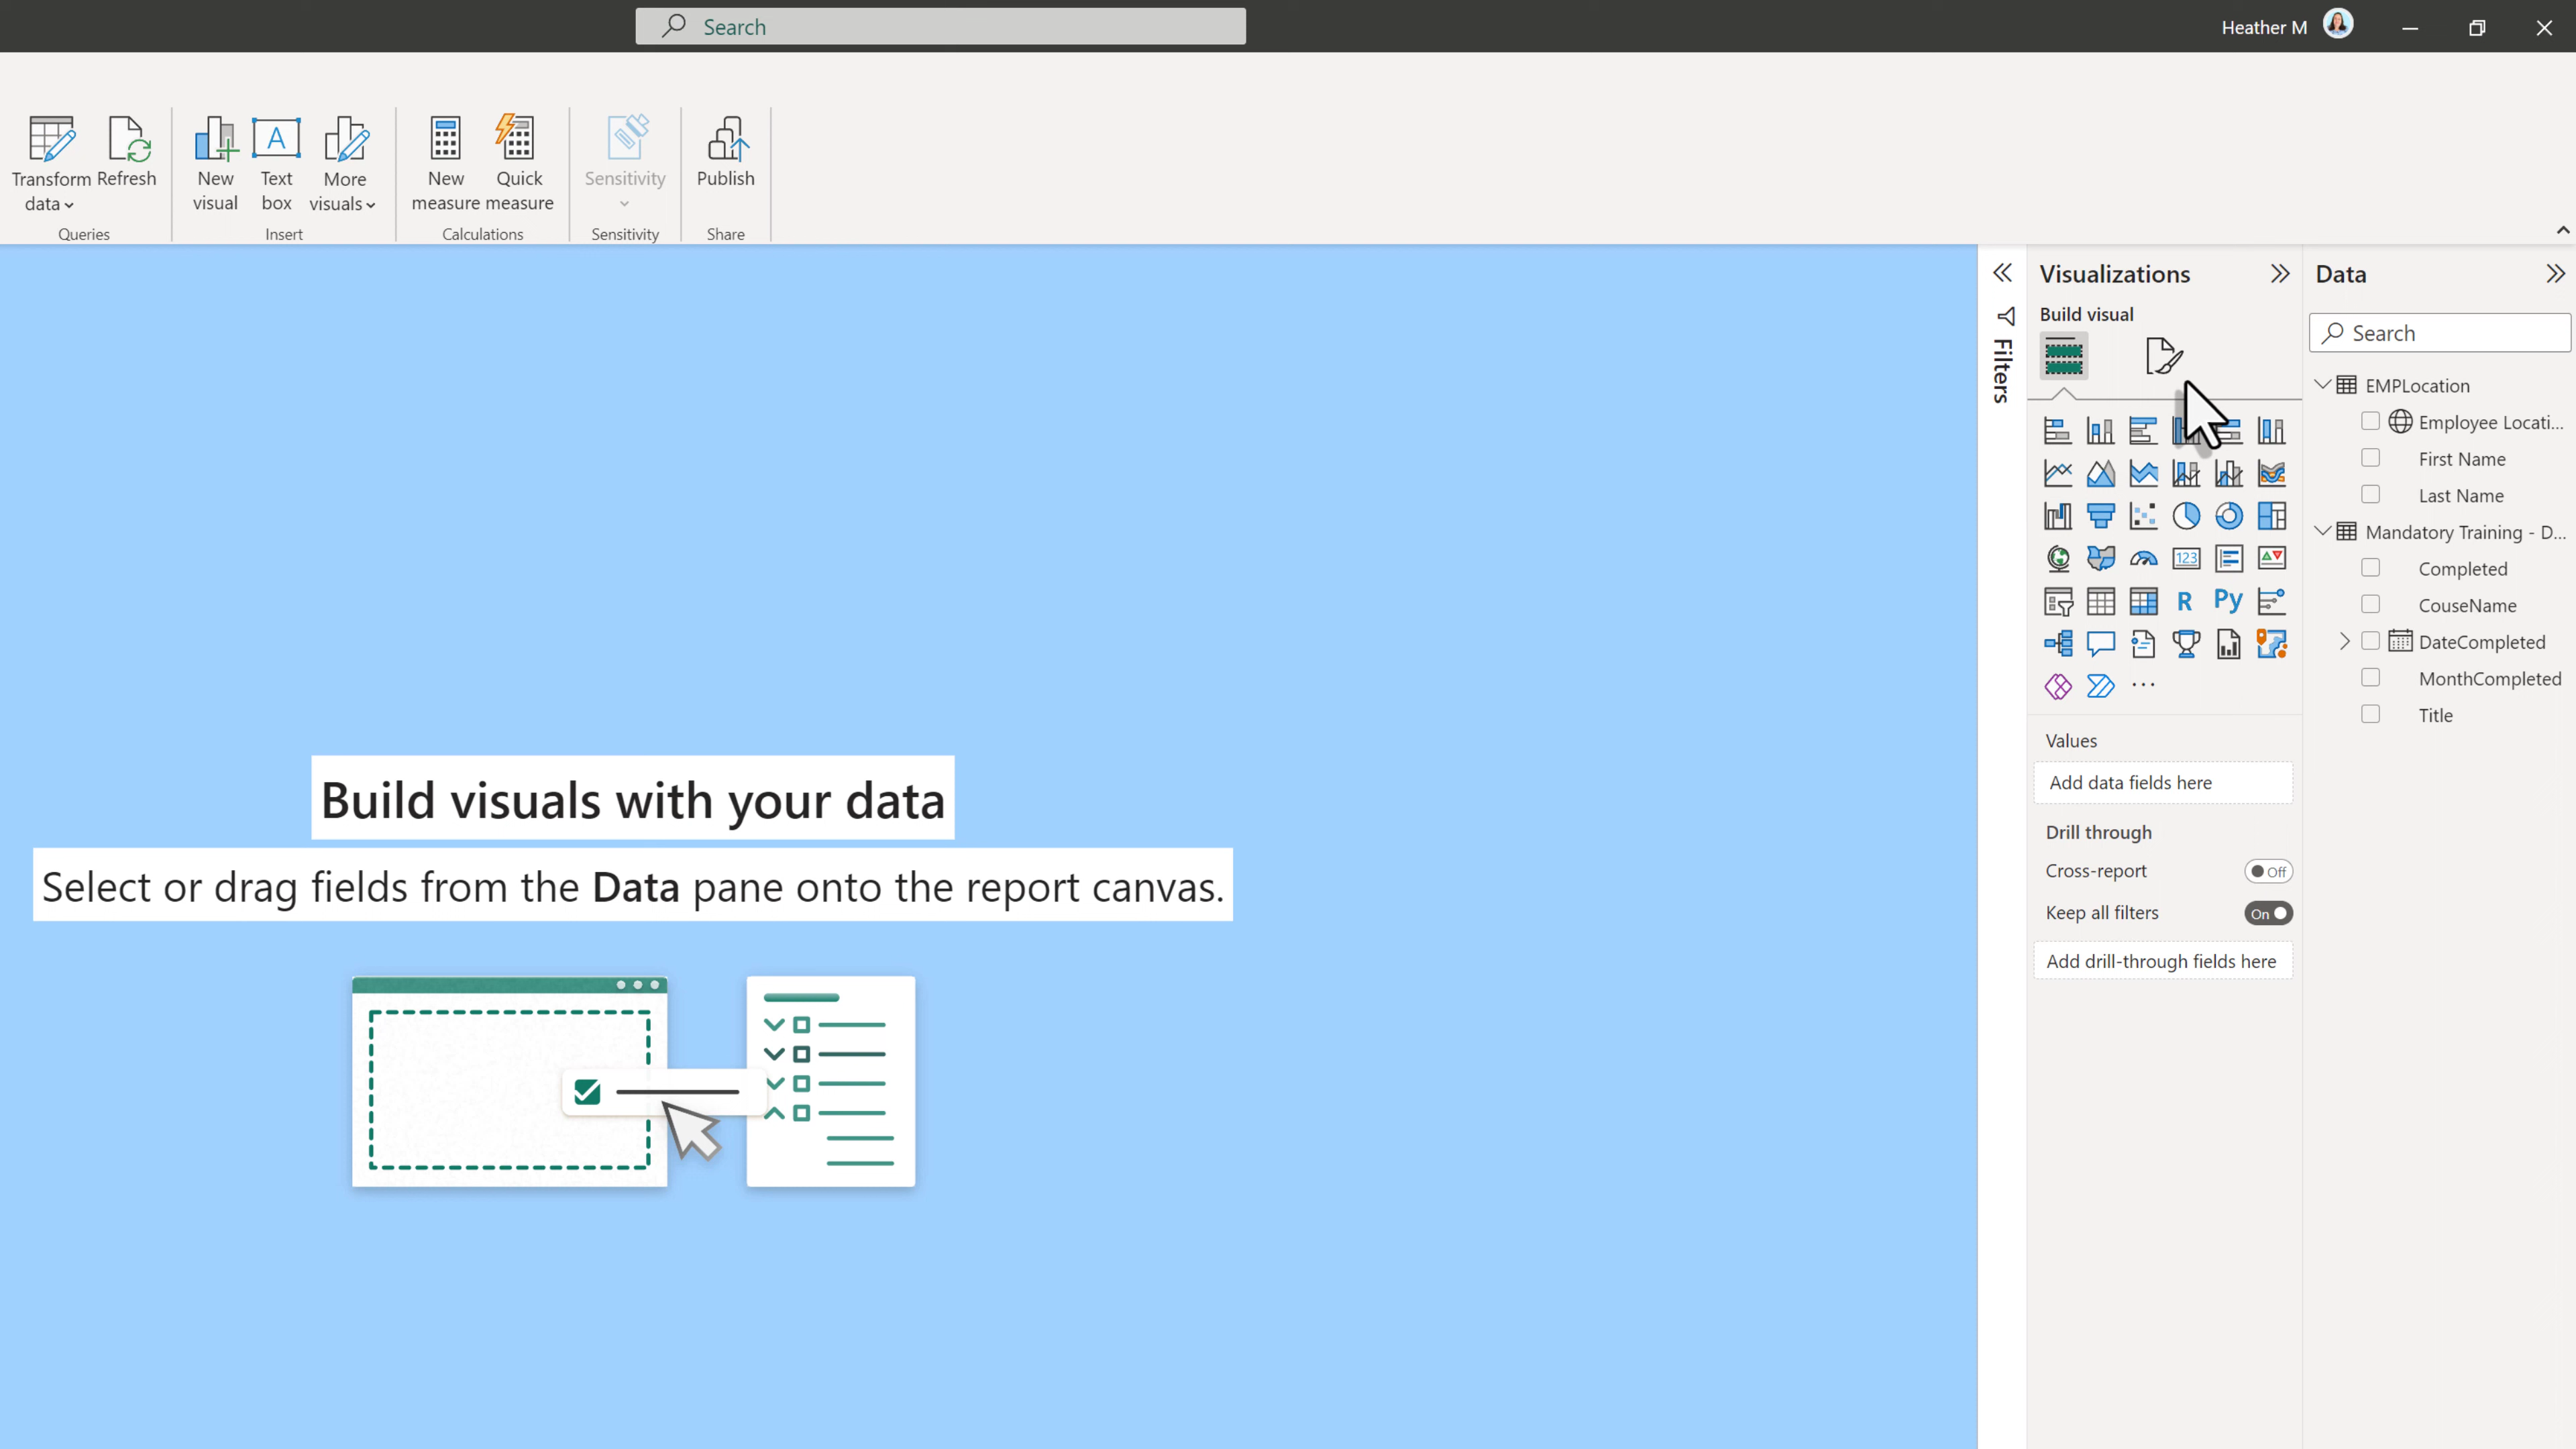 Search
Heather M
Transform data
Refresh
Queries
New visual
Text box
More visuals
Insert
New measure
Quick measure
Calculations
Sensitivity
Sensitivity
Publish
Share
Build visuals with your data
Select or drag fields from the Data pane onto the report canvas.
Filters
Visualizations
Build visual
123
R
Py
Values
Add data fields here
Drill through
Cross-report
Off
Keep all filters
On
Add drill-through fields here
Data
Search
EMPLocation
Employee Locati...
First Name
Last Name
Mandatory Training - D...
Completed
CouseName
DateCompleted
MonthCompleted
Title